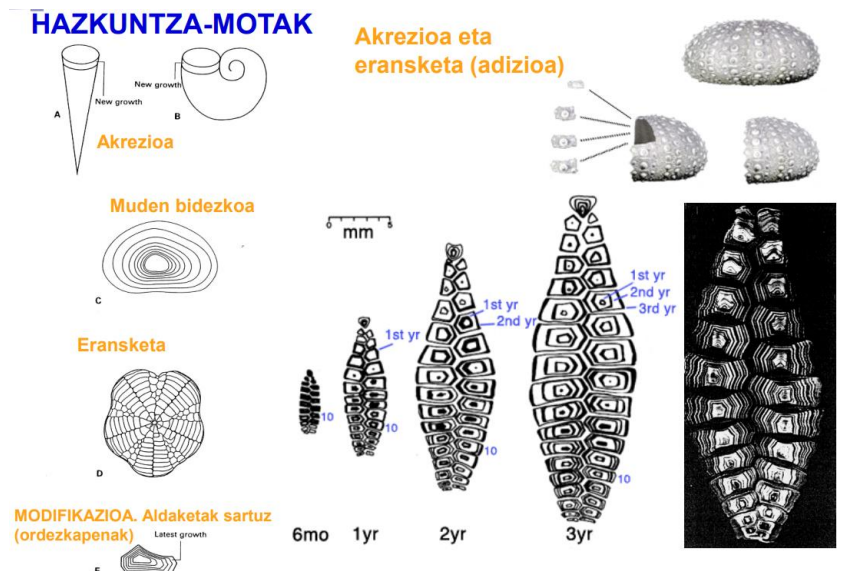 HAZKUNTZA-MOTAK
New growth
A
New growth
B
Akrezioa
Akrezioa eta
eransketa (adizioa)
Muden bidezkoa
C
Eransketa
D
MODIFIKAZIOA. Aldaketak sartuz
(ordezkapenak)
Latest growth
E
0 5
mm
10
6mo
1st yr
10
1yr
1st yr
2nd yr
10
2yr
1st yr
2nd yr
3rd yr
10
3yr